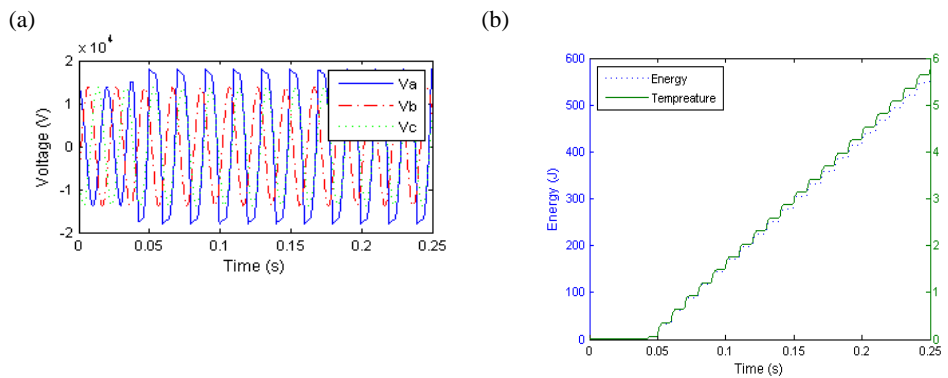 (a)
(b)
× 10⁴
2
1
0
-1
-2
Voltage (V)
Va
Vb
Vc
0
0.05
0.1
0.15
0.2
0.25
Time (s)
600
500
400
300
200
100
0
Energy (J)
Energy
Tempreature
6
5
4
3
2
1
0
0
0.05
0.1
0.15
0.2
0.25
Time (s)